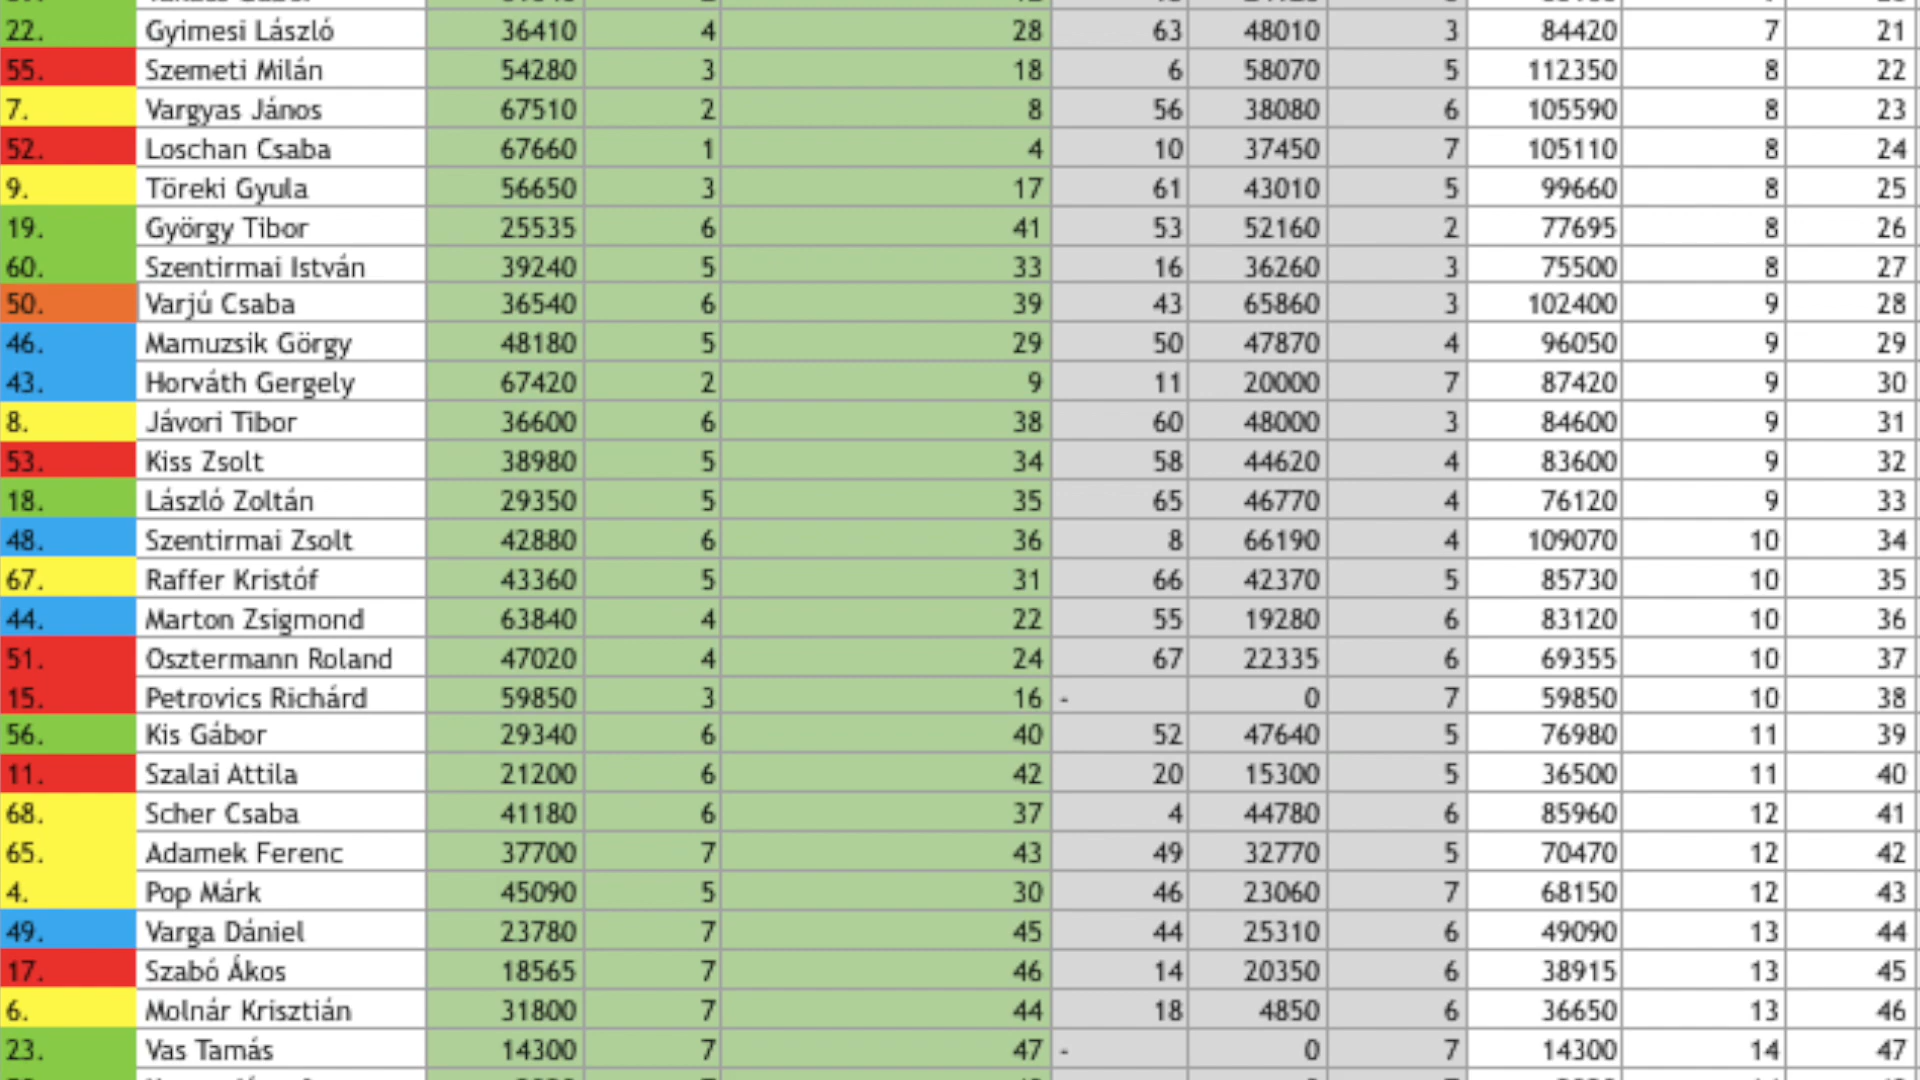 22. Gyimesi László 36410 4 28 63 48010 3 84420 7 21
55. Szemeti Milán 54280 3 18 6 58070 5 112350 8 22
7. Vargyas János 67510 2 8 56 38080 6 105590 8 23
52. Loschan Csaba 67660 1 4 10 37450 7 105110 8 24
9. Töreki Gyula 56650 3 17 61 43010 5 99660 8 25
19. György Tibor 25535 6 41 53 52160 2 77695 8 26
60. Szentirmai István 39240 5 33 16 36260 3 75500 8 27
50. Varjú Csaba 36540 6 39 43 65860 3 102400 9 28
46. Mamuzsik Görgy 48180 5 29 50 47870 4 96050 9 29
43. Horváth Gergely 67420 2 9 11 20000 7 87420 9 30
8. Jávori Tibor 36600 6 38 60 48000 3 84600 9 31
53. Kiss Zsolt 38980 5 34 58 44620 4 83600 9 32
18. László Zoltán 29350 5 35 65 46770 4 76120 9 33
48. Szentirmai Zsolt 42880 6 36 8 66190 4 109070 10 34
67. Raffer Kristóf 43360 5 31 66 42370 5 85730 10 35
44. Marton Zsigmond 63840 4 22 55 19280 6 83120 10 36
51. Osztermann Roland 47020 4 24 67 22335 6 69355 10 37
15. Petrovics Richárd 59850 3 16 - 0 7 59850 10 38
56. Kis Gábor 29340 6 40 52 47640 5 76980 11 39
11. Szalai Attila 21200 6 42 20 15300 5 36500 11 40
68. Scher Csaba 41180 6 37 4 44780 6 85960 12 41
65. Adamek Ferenc 37700 7 43 49 32770 5 70470 12 42
4. Pop Márk 45090 5 30 46 23060 7 68150 12 43
49. Varga Dániel 23780 7 45 44 25310 6 49090 13 44
17. Szabó Ákos 18565 7 46 14 20350 6 38915 13 45
6. Molnár Krisztián 31800 7 44 18 4850 6 36650 13 46
23. Vas Tamás 14300 7 47 - 0 7 14300 14 47